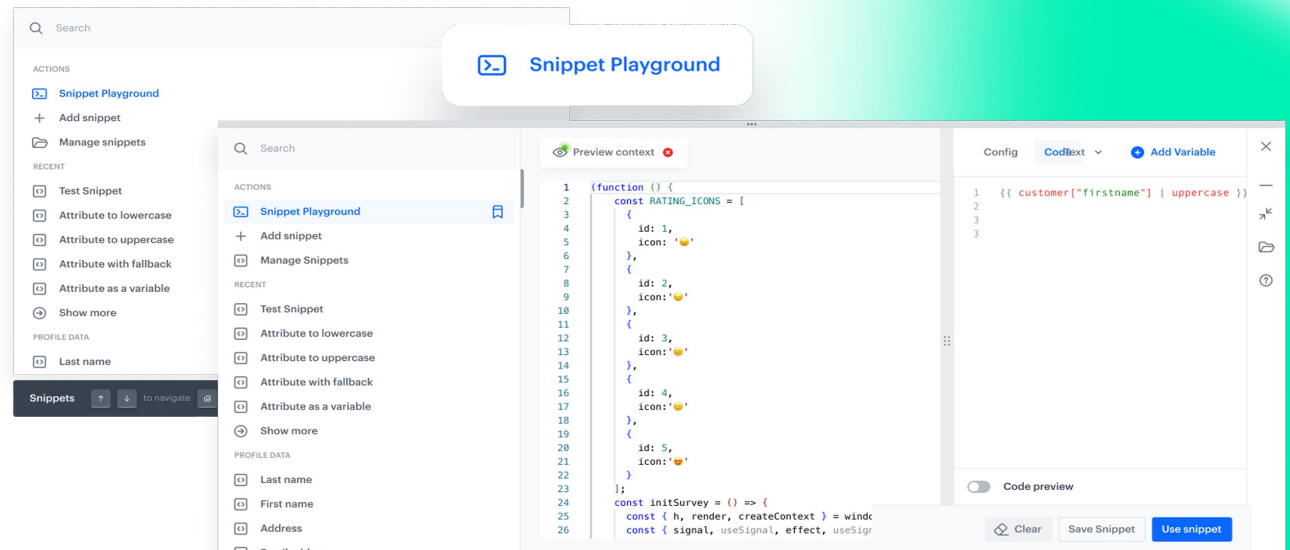 Search
ACTIONS
Snippet Playground
Add snippet
Manage snippets
RECENT
Test Snippet
Attribute to lowercase
Attribute to uppercase
Attribute with fallback
Attribute as a variable
Show more
PROFILE DATA
Last name
Snippets ↑ ↓ to navigate
Snippet Playground
Search
ACTIONS
Snippet Playground
Add snippet
Manage Snippets
RECENT
Test Snippet
Attribute to lowercase
Attribute to uppercase
Attribute with fallback
Attribute as a variable
Show more
PROFILE DATA
Last name
First name
Address
Preview context
1 (function () {
2 const RATING_ICONS = [
3 {
4 id: 1,
5 icon: '😀'
6 },
7 {
8 id: 2,
9 icon:'😔'
10 },
11 {
12 id: 3,
13 icon:'😐'
14 },
15 {
16 id: 4,
17 icon:'🙂'
18 },
19 {
20 id: 5,
21 icon:'😍'
22 }
23 ];
24 const initSurvey = () => {
25 const { h, render, createContext } = windo
26 const { signal, useSignal, effect, useSigr
Config Code Text Add Variable
1 {{ customer["firstname"] | uppercase }}
2
3
3
Code preview
Clear Save Snippet Use snippet